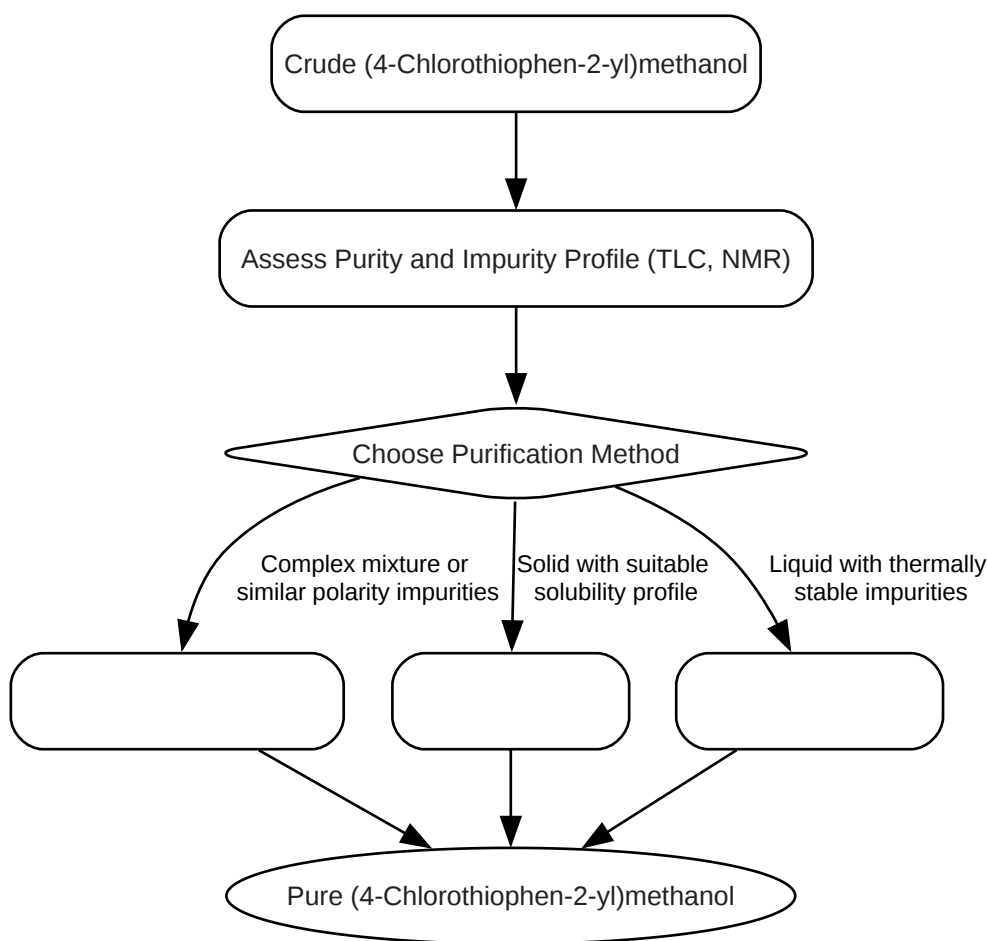 Crude (4-Chlorothiophen-2-yl)methanol
Assess Purity and Impurity Profile (TLC, NMR)
Choose Purification Method
Complex mixture or
similar polarity impurities
Solid with suitable
solubility profile
Liquid with thermally
stable impurities
Pure (4-Chlorothiophen-2-yl)methanol